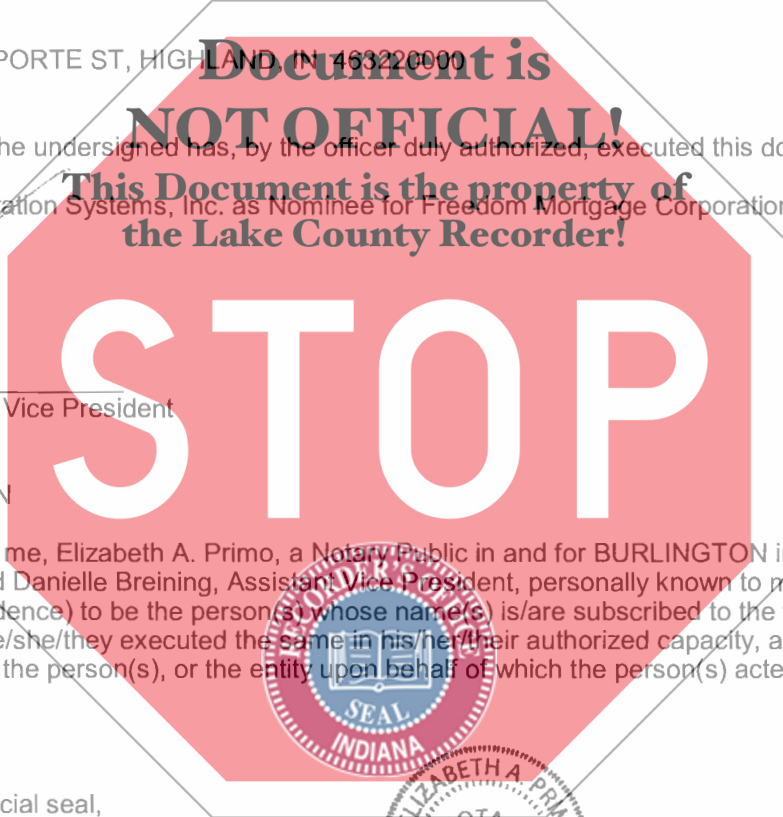 PORTE ST, HIGHLAND, IN 463220000
Document is
NOT OFFICIAL!
he undersigned has, by the officer duly authorized, executed this do
This Document is the property of
ation Systems, Inc. as Nominee for Freedom Mortgage Corporation
the Lake County Recorder!
STOP
Vice President
N
me, Elizabeth A. Primo, a Notary Public in and for BURLINGTON i
d Danielle Breining, Assistant Vice President, personally known to m
dence) to be the person(s) whose name(s) is/are subscribed to the
e/she/they executed the same in his/her/their authorized capacity, a
the person(s), or the entity upon behalf of which the person(s) acte
RECORDER'S OFFICE
SEAL
INDIANA
cial seal,
ELIZABETH A. PRI
OTA